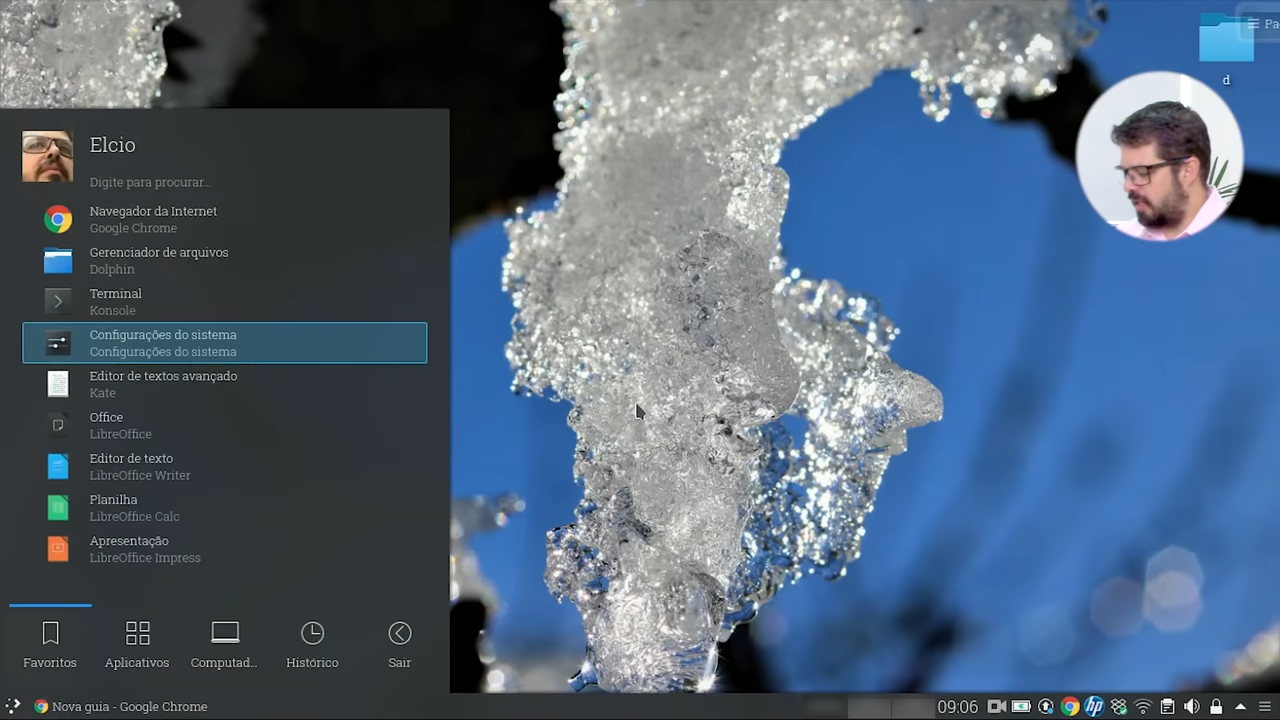 Pa
d
Elcio
Digite para procurar...
Navegador da Internet
Google Chrome
Gerenciador de arquivos
Dolphin
Terminal
Konsole
Configurações do sistema
Configurações do sistema
Editor de textos avançado
Kate
Office
LibreOffice
Editor de texto
LibreOffice Writer
Planilha
LibreOffice Calc
Apresentação
LibreOffice Impress
Favoritos
Aplicativos
Computad...
Histórico
Sair
Nova guia - Google Chrome
09:06
hp